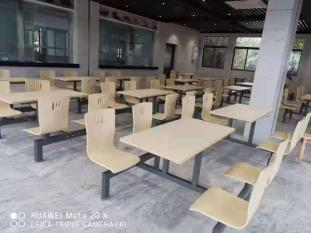 HUAWEI Mate 20 X
LEICA TRIPLE CAMERA (AI)